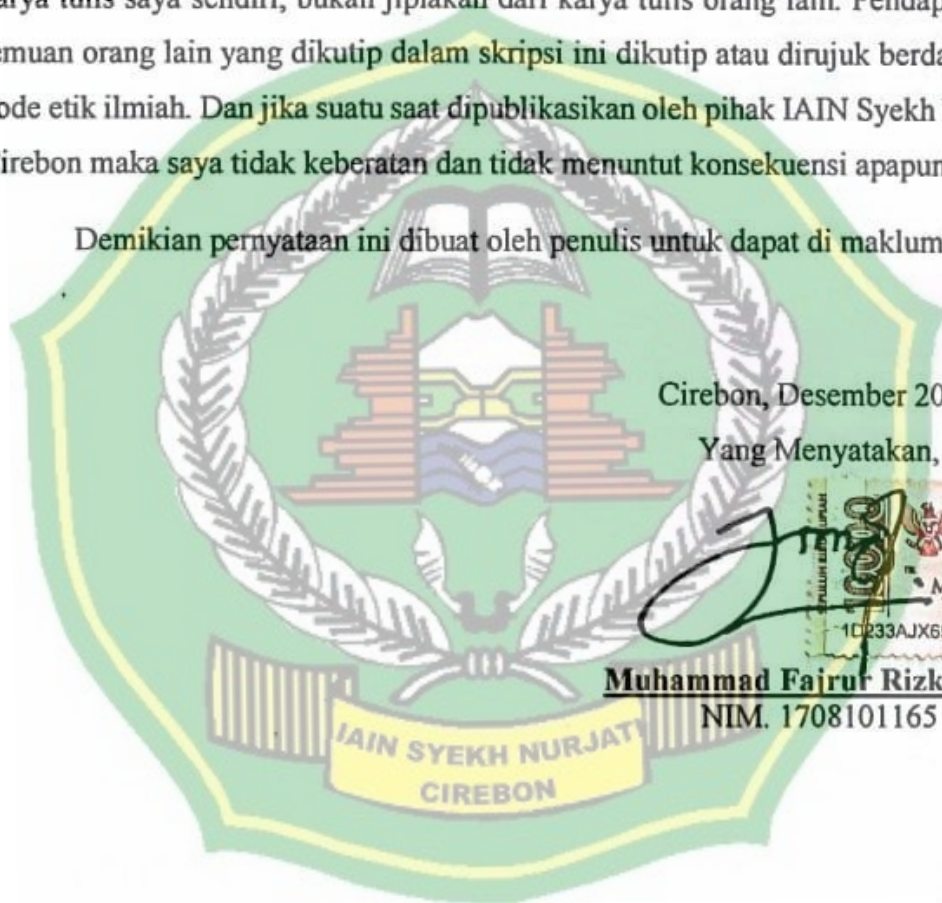 karya tulis saya sendiri, bukan jiplakan dari karya tulis orang lain. Pendap
emuan orang lain yang dikutip dalam skripsi ini dikutip atau dirujuk berda
ode etik ilmiah. Dan jika suatu saat dipublikasikan oleh pihak IAIN Syekh
irebon maka saya tidak keberatan dan tidak menuntut konsekuensi apapun
Demikian pernyataan ini dibuat oleh penulis untuk dapat di maklum
Cirebon, Desember 20
Yang Menyatakan,
1D233AJX6
Muhammad Fajrur Rizk
NIM. 1708101165
IAIN SYEKH NURJATI
CIREBON